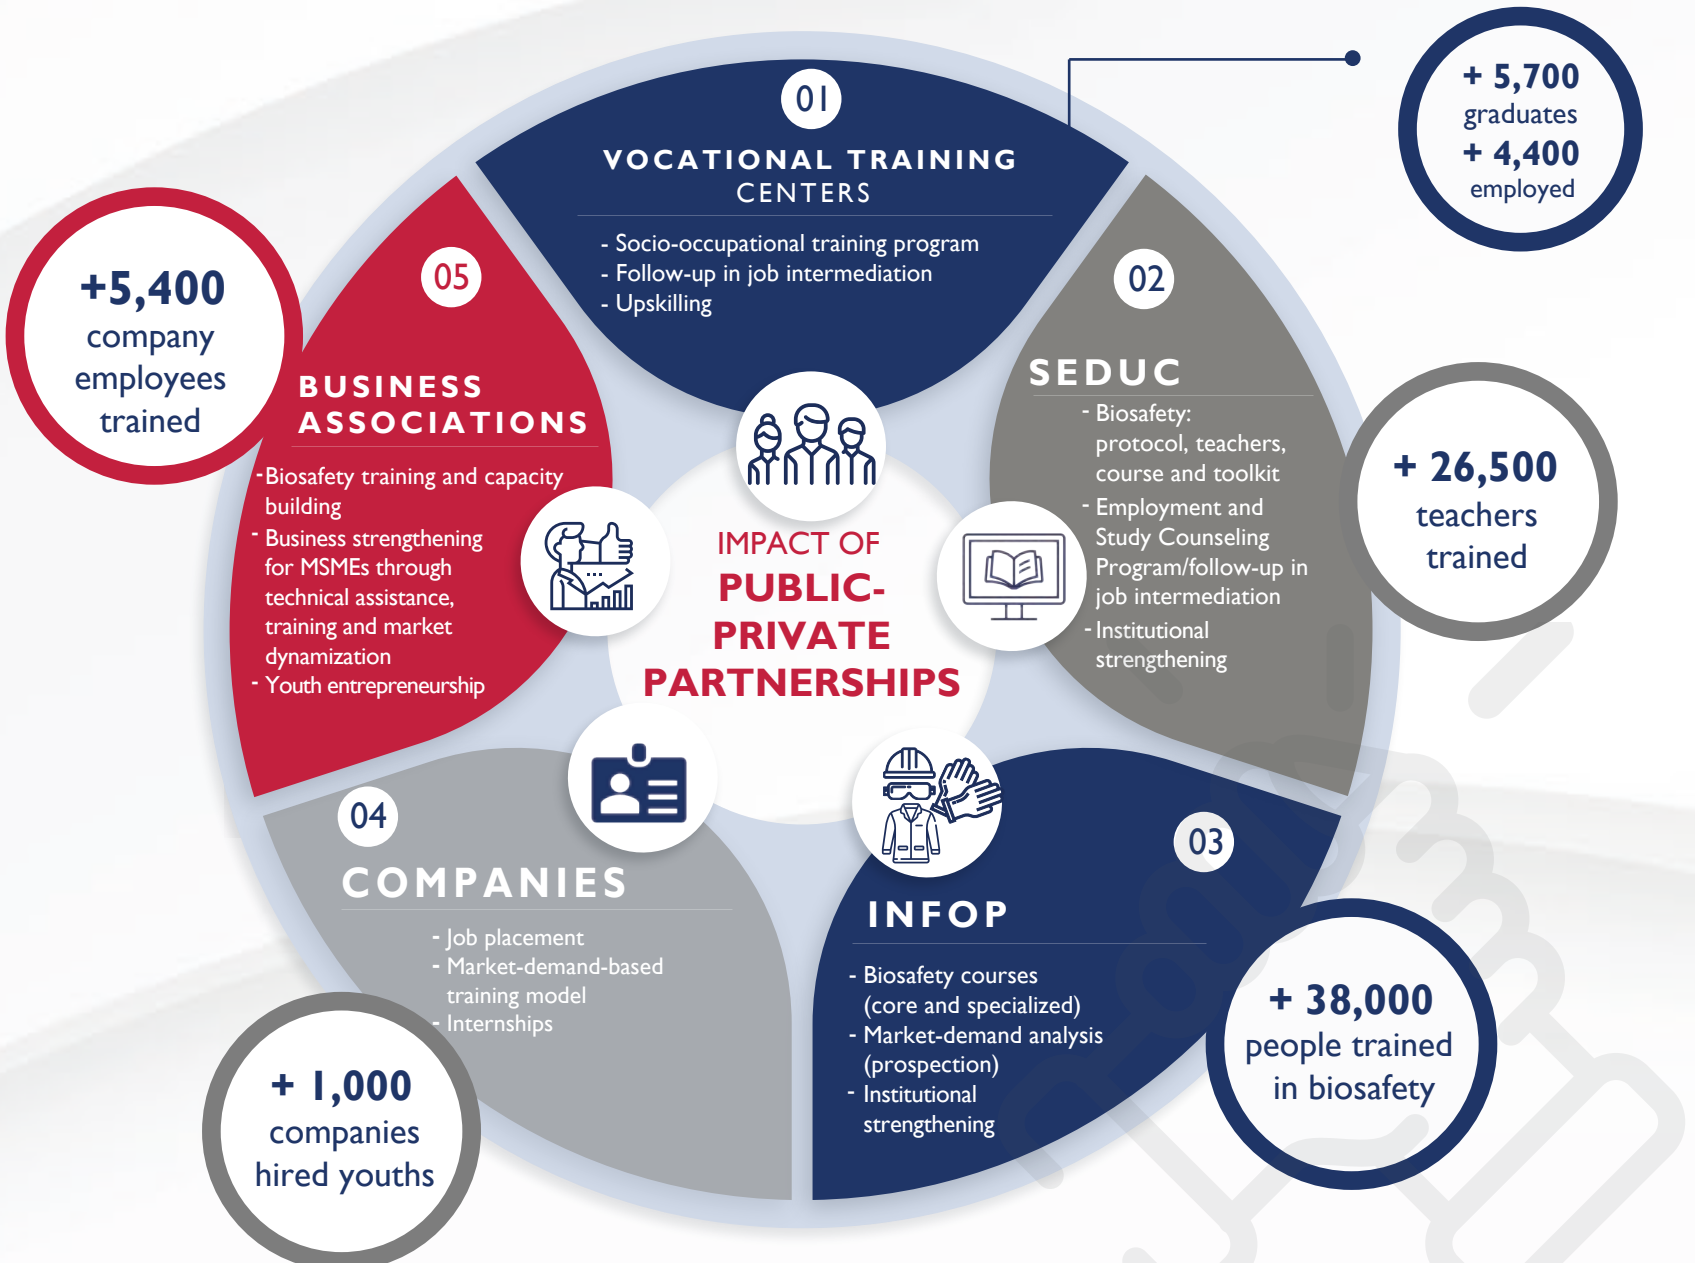 01
VOCATIONAL TRAINING
CENTERS
- Socio-occupational training program
- Follow-up in job intermediation
- Upskilling
+ 5,700
graduates
+ 4,400
employed
02
SEDUC
- Biosafety:
protocol, teachers,
course and toolkit
- Employment and
Study Counseling
Program/follow-up in
job intermediation
- Institutional
strengthening
+ 26,500
teachers
trained
03
INFOP
- Biosafety courses
(core and specialized)
- Market-demand analysis
(prospection)
- Institutional
strengthening
+ 38,000
people trained
in biosafety
04
COMPANIES
- Job placement
- Market-demand-based
training model
- Internships
+ 1,000
companies
hired youths
05
BUSINESS
ASSOCIATIONS
- Biosafety training and capacity
building
- Business strengthening
for MSMEs through
technical assistance,
training and market
dynamization
- Youth entrepreneurship
+5,400
company
employees
trained
IMPACT OF
PUBLIC-
PRIVATE
PARTNERSHIPS